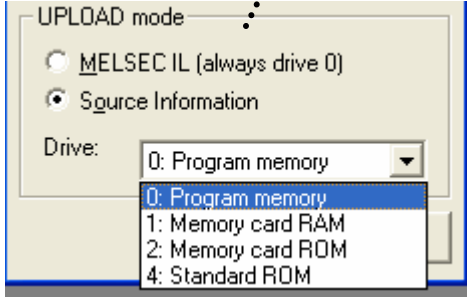 UPLOAD mode
MELSEC IL (always drive 0)
Source Information
Drive:
0: Program memory
0: Program memory
1: Memory card RAM
2: Memory card ROM
4: Standard ROM